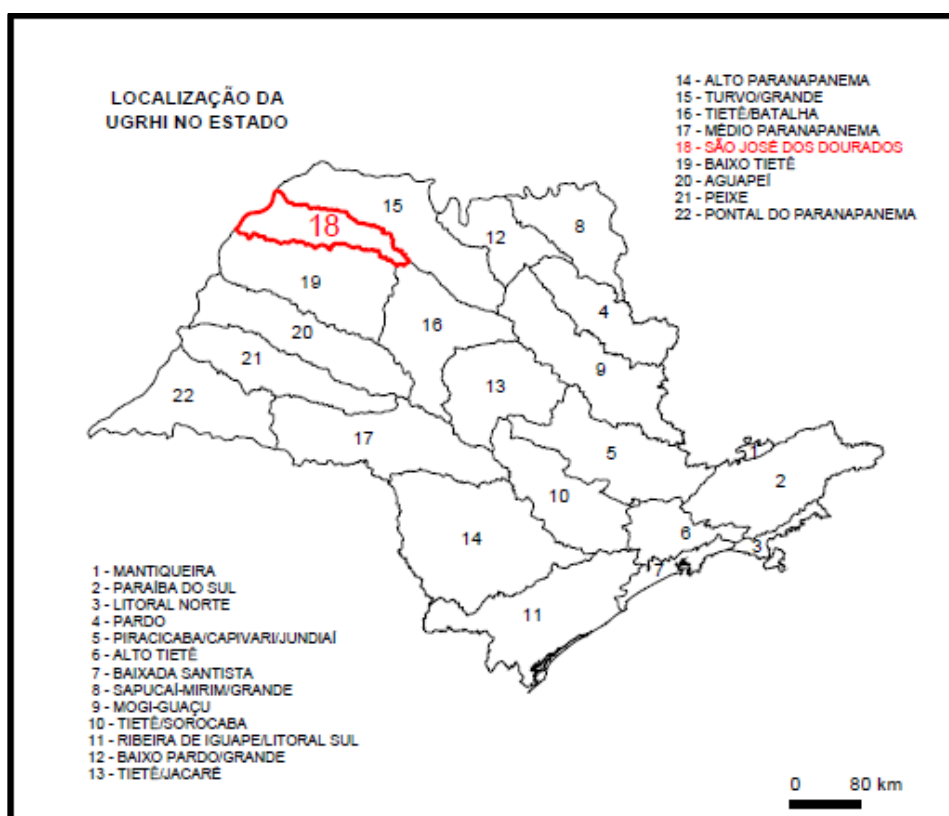 LOCALIZAÇÃO DA
UGRHI NO ESTADO
14 - ALTO PARANAPANEMA
15 - TURVO/GRANDE
16 - TIETÊ/BATALHA
17 - MÉDIO PARANAPANEMA
18 - SÃO JOSÉ DOS DOURADOS
19 - BAIXO TIETÊ
20 - AGUAPEÍ
21 - PEIXE
22 - PONTAL DO PARANAPANEMA
15
18
12
8
19
4
16
20
21
9
13
22
17
5
1
2
10
6
14
3
7
11
1 - MANTIQUEIRA
2 - PARAÍBA DO SUL
3 - LITORAL NORTE
4 - PARDO
5 - PIRACICABA/CAPIVARI/JUNDIAÍ
6 - ALTO TIETÊ
7 - BAIXADA SANTISTA
8 - SAPUCAÍ-MIRIM/GRANDE
9 - MOGI-GUAÇU
10 - TIETÊ/SOROCABA
11 - RIBEIRA DE IGUAPE/LITORAL SUL
12 - BAIXO PARDO/GRANDE
13 - TIETÊ/JACARÉ
0 80 km